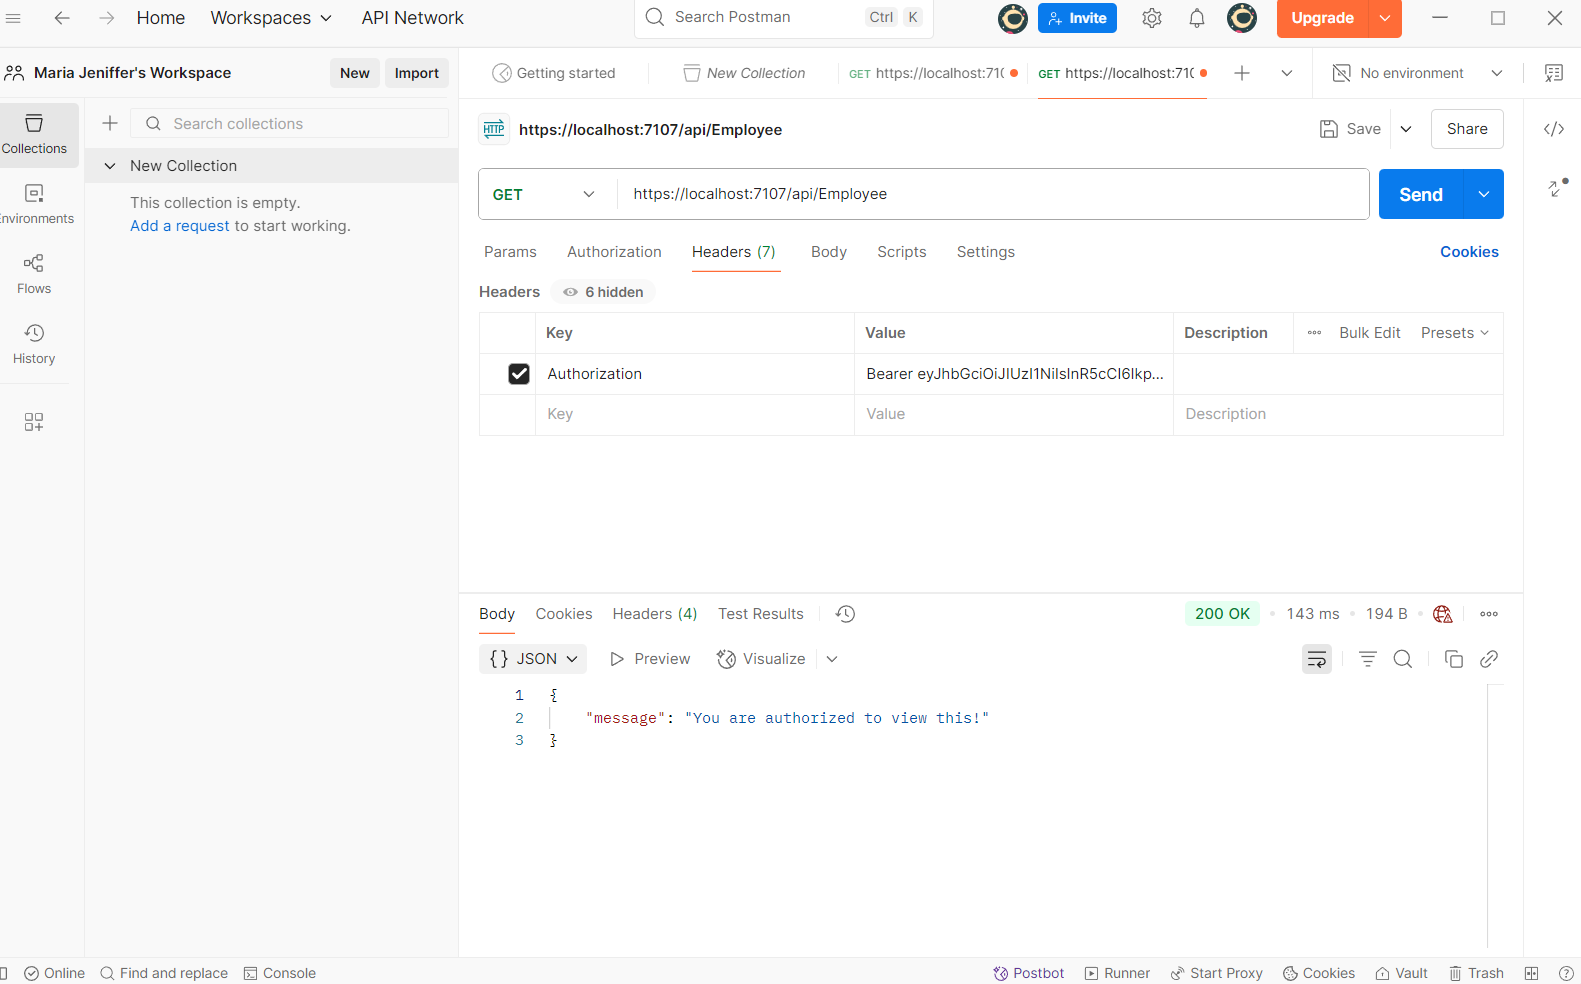 Home Workspaces API Network Search Postman Ctrl K Invite Upgrade
Maria Jeniffer's Workspace New Import Getting started New Collection GET https://localhost:710 GET https://localhost:710 No environment
Collections
Search collections
HTTP https://localhost:7107/api/Employee Save Share
New Collection
This collection is empty.
Add a request to start working.
Environments
Flows
History
GET https://localhost:7107/api/Employee Send
Params Authorization Headers (7) Body Scripts Settings Cookies
Headers 6 hidden
Key Value Description Bulk Edit Presets
Authorization Bearer eyJhbGciOiJIUzI1NiIsInR5cCI6Ikp...
Key Value Description
Body Cookies Headers (4) Test Results 200 OK 143 ms 194 B
{} JSON Preview Visualize
1 {
2 "message": "You are authorized to view this!"
3 }
Online Find and replace Console Postbot Runner Start Proxy Cookies Vault Trash